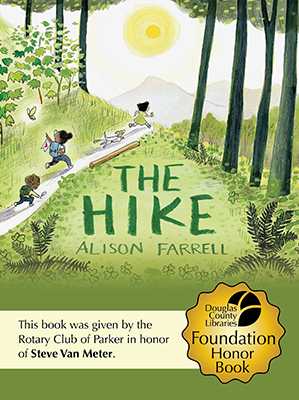 THE
HIKE
ALISON FARRELL
This book was given by the
Rotary Club of Parker in honor
of Steve Van Meter.
Douglas
County
Libraries
Foundation
Honor
Book